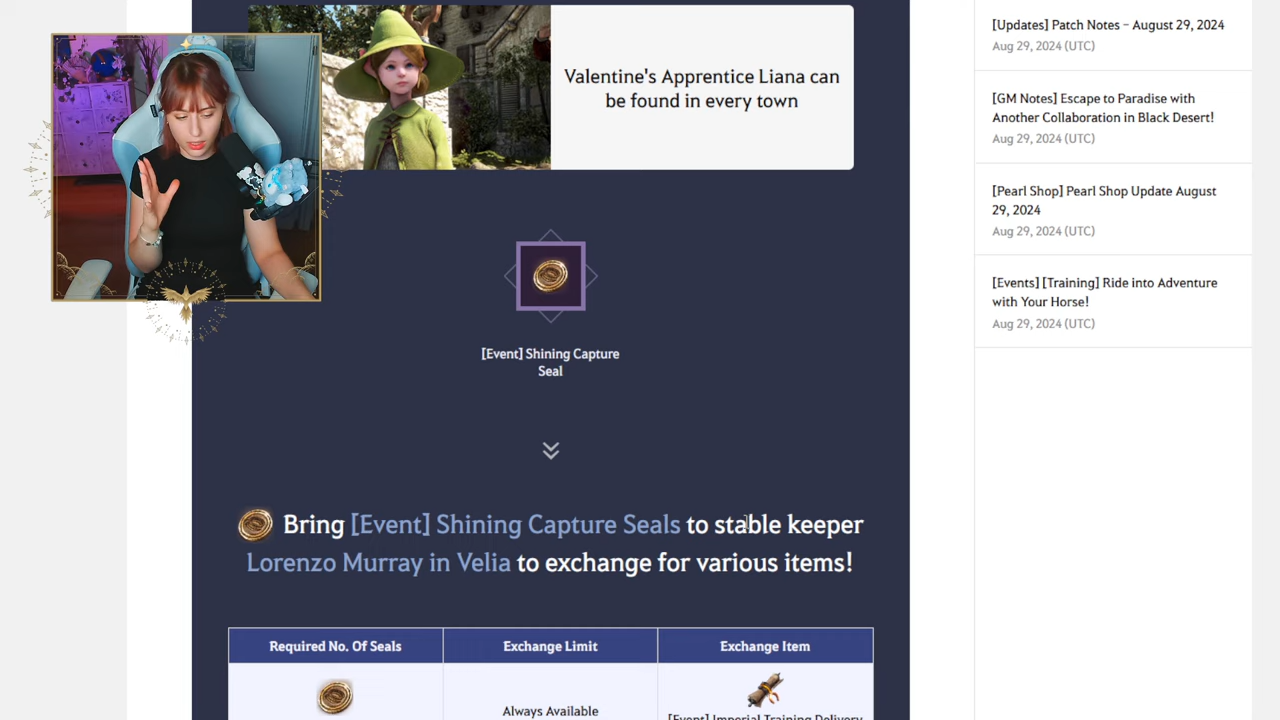 Valentine's Apprentice Liana can
be found in every town
[Event] Shining Capture
Seal
Bring [Event] Shining Capture Seals to stable keeper
Lorenzo Murray in Velia to exchange for various items!
Required No. Of Seals
Exchange Limit
Exchange Item
Always Available
[Event] Imperial Training Delivery
[Updates] Patch Notes – August 29, 2024
Aug 29, 2024 (UTC)
[GM Notes] Escape to Paradise with
Another Collaboration in Black Desert!
Aug 29, 2024 (UTC)
[Pearl Shop] Pearl Shop Update August
29, 2024
Aug 29, 2024 (UTC)
[Events] [Training] Ride into Adventure
with Your Horse!
Aug 29, 2024 (UTC)